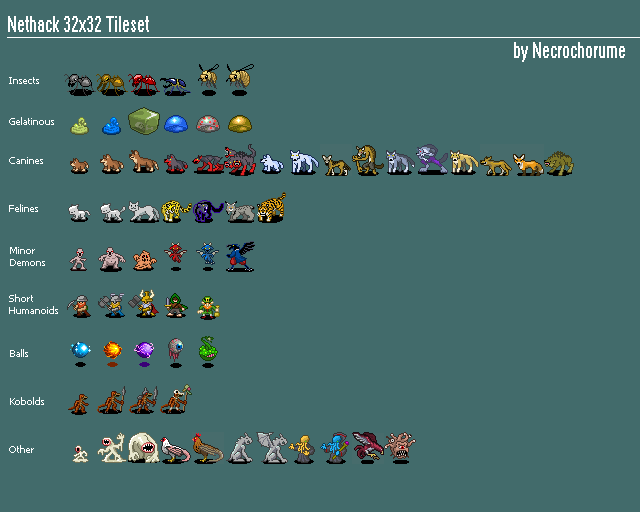 Nethack 32x32 Tileset
by Necrochorume
Insects
Gelatinous
Canines
Felines
Minor
Demons
Short
Humanoids
Balls
Kobolds
Other